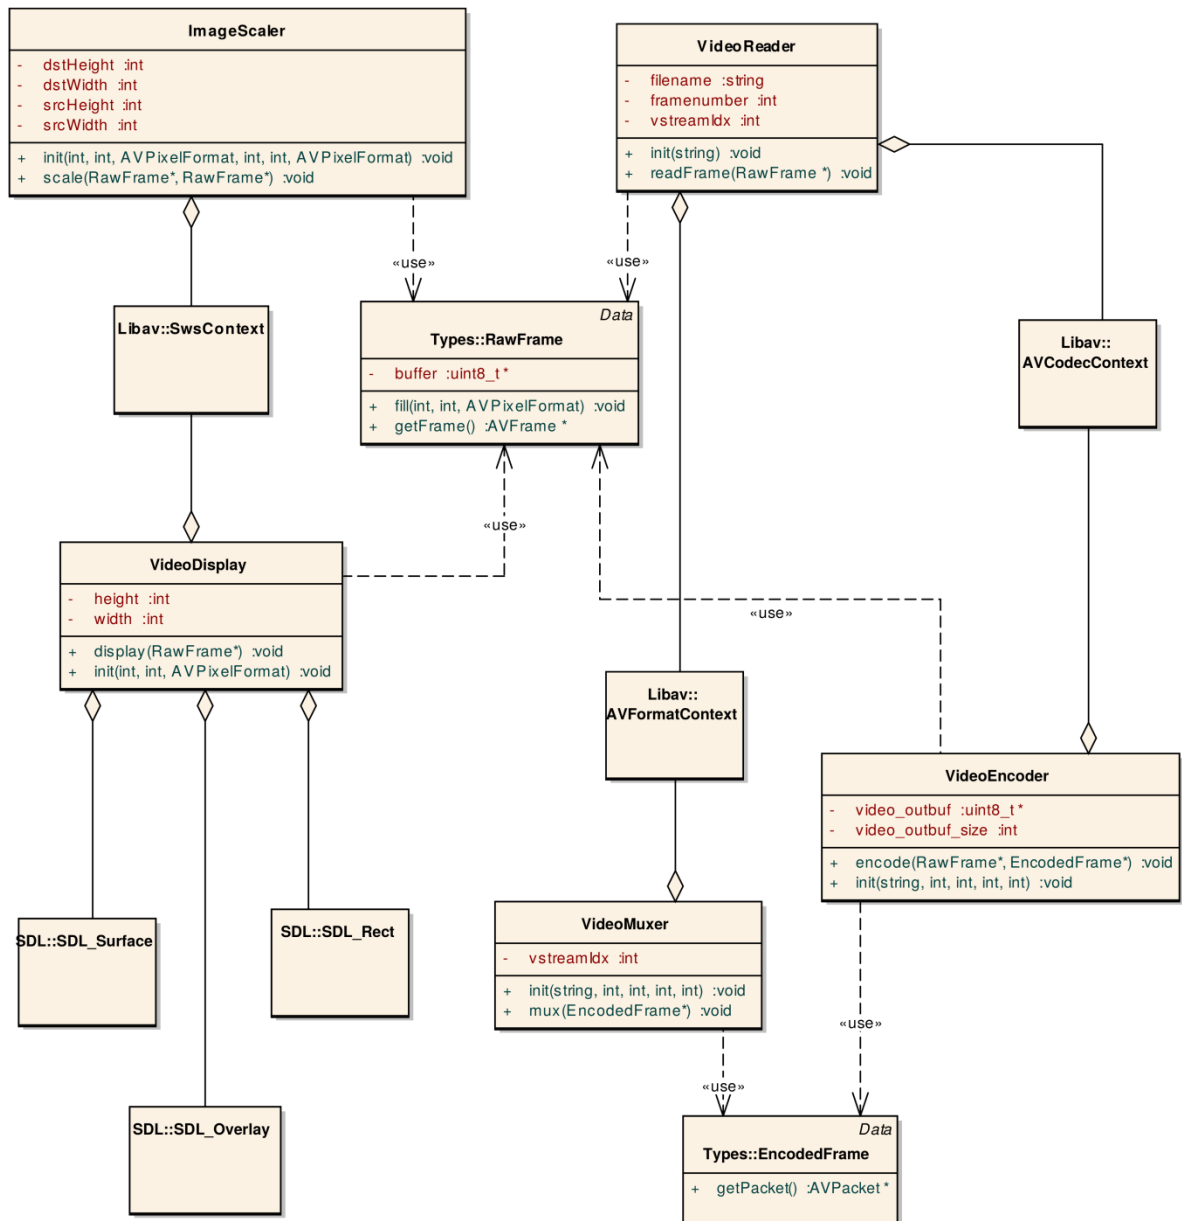 ImageScaler
- dstHeight :int
- dstWidth :int
- srcHeight :int
- srcWidth :int
+ init(int, int, AVPixelFormat, int, int, AVPixelFormat) :void
+ scale(RawFrame*, RawFrame*) :void
VideoReader
- filename :string
- framenumber :int
- vstreamIdx :int
+ init(string) :void
+ readFrame(RawFrame *) :void
«use»
«use»
Libav::SwsContext
Data
Types::RawFrame
- buffer :uint8_t*
+ fill(int, int, AVPixelFormat) :void
+ getFrame() :AVFrame *
Libav::
AVCodecContext
«use»
VideoDisplay
- height :int
- width :int
+ display(RawFrame*) :void
+ init(int, int, AVPixelFormat) :void
«use»
Libav::
AVFormatContext
VideoEncoder
- video_outbuf :uint8_t*
- video_outbuf_size :int
+ encode(RawFrame*, EncodedFrame*) :void
+ init(string, int, int, int, int) :void
SDL::SDL_Surface
SDL::SDL_Rect
VideoMuxer
- vstreamIdx :int
+ init(string, int, int, int, int) :void
+ mux(EncodedFrame*) :void
«use»
«use»
SDL::SDL_Overlay
Data
Types::EncodedFrame
+ getPacket() :AVPacket*